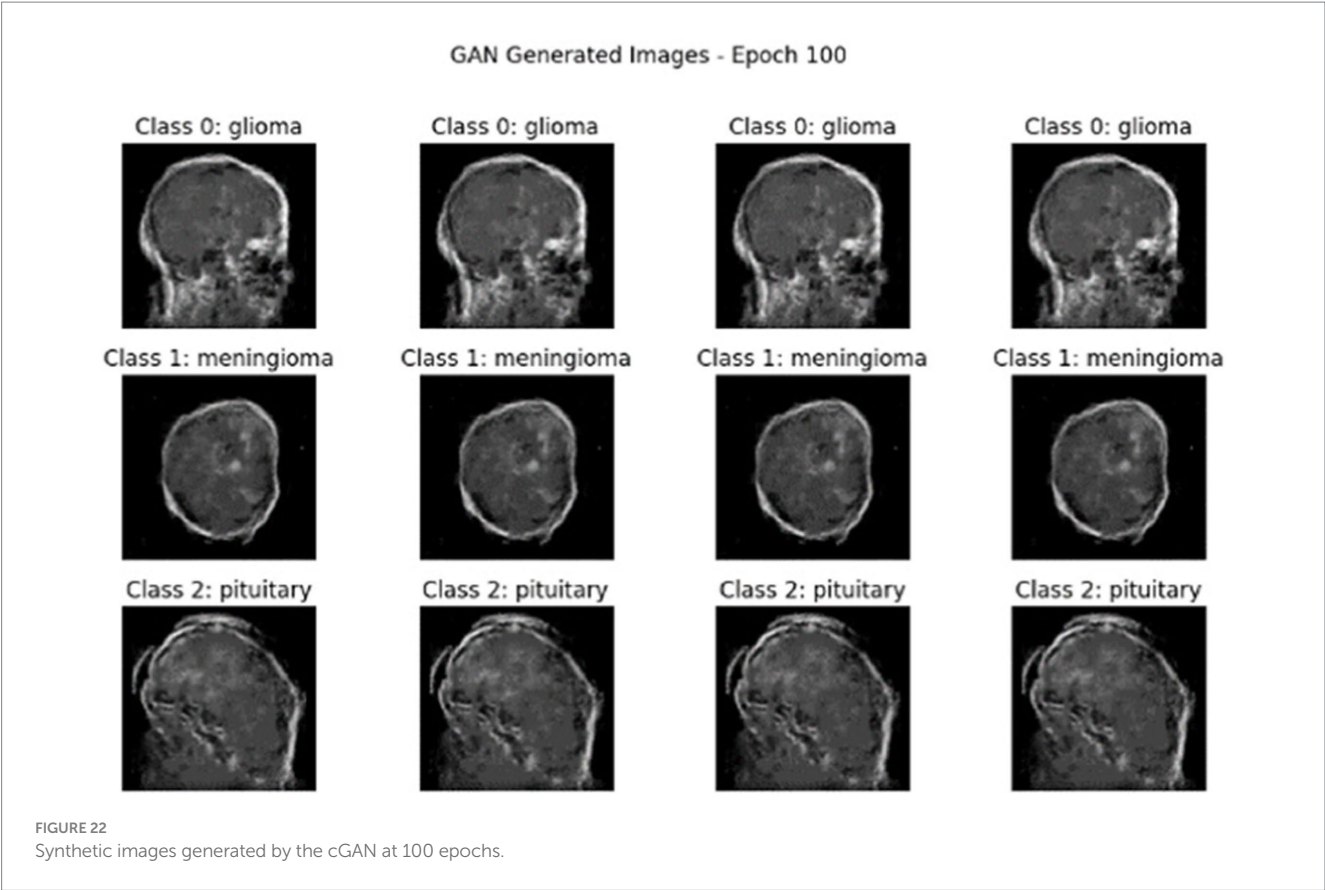 GAN Generated Images - Epoch 100
Class 0: glioma Class 0: glioma Class 0: glioma Class 0: glioma
Class 1: meningioma Class 1: meningioma Class 1: meningioma Class 1: meningioma
Class 2: pituitary Class 2: pituitary Class 2: pituitary Class 2: pituitary
FIGURE 22
Synthetic images generated by the cGAN at 100 epochs.